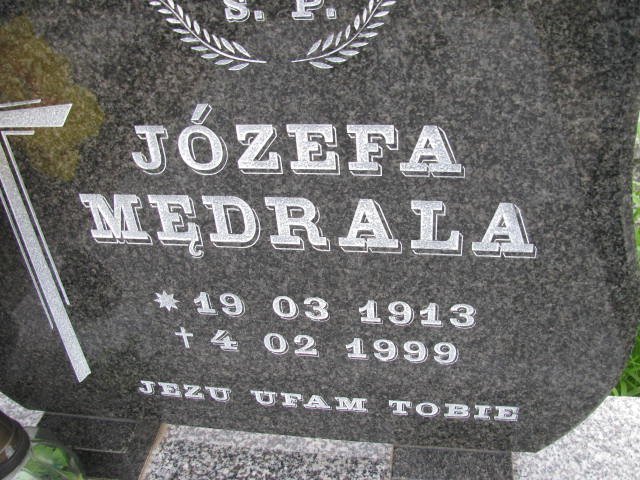 Ś. P.
JÓZEFA
MĘDRALA
* 19 03 1913
† 4 02 1999
JEZU UFAM TOBIE